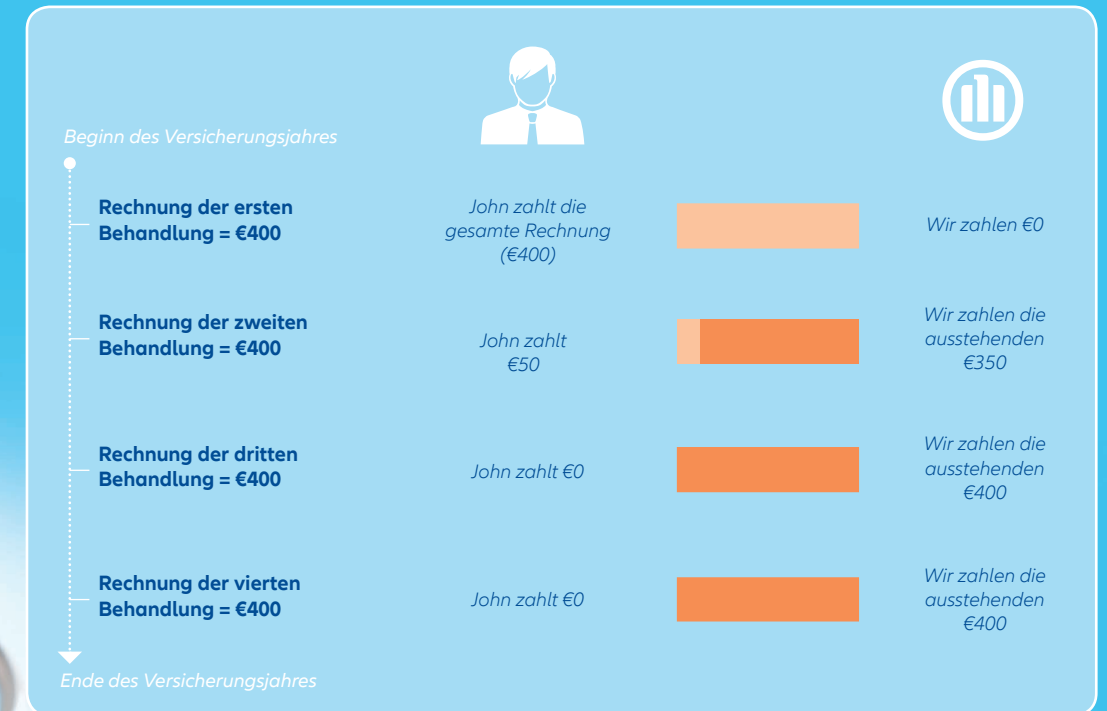 Beginn des Versicherungsjahres
Rechnung der ersten
Behandlung = €400
John zahlt die
gesamte Rechnung
(€400)
Wir zahlen €0
Rechnung der zweiten
Behandlung = €400
John zahlt
€50
Wir zahlen die
ausstehenden
€350
Rechnung der dritten
Behandlung = €400
John zahlt €0
Wir zahlen die
ausstehenden
€400
Rechnung der vierten
Behandlung = €400
John zahlt €0
Wir zahlen die
ausstehenden
€400
Ende des Versicherungsjahres